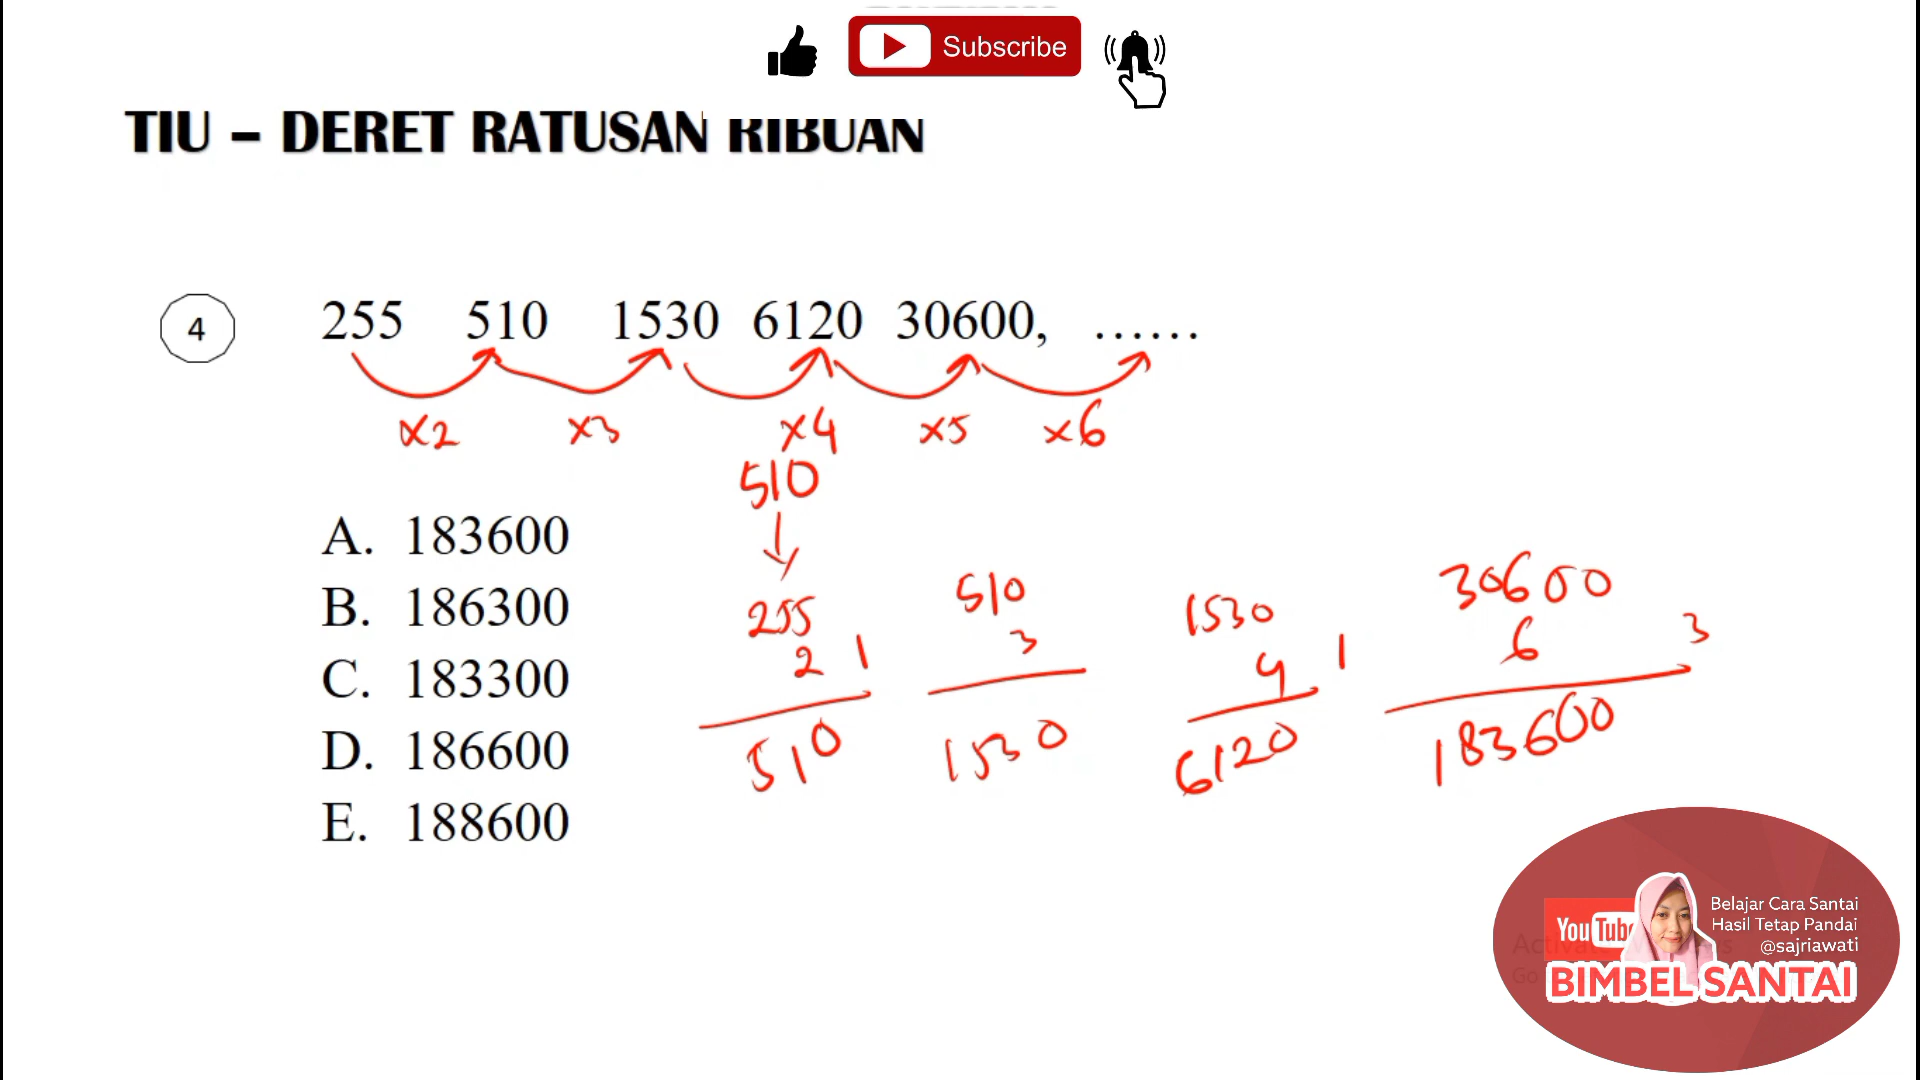 Subscribe
TIU – DERET RATUSAN RIBUAN
4
255 510 1530 6120 30600, ......
x2 x3 x4 x5 x6
510
A. 183600
B. 186300
C. 183300
D. 186600
E. 188600
255
2 1
510
510
3
1530
1530
4 1
6120
30600
6 3
183600
YouTube
Belajar Cara Santai
Hasil Tetap Pandai
@sajriawati
BIMBEL SANTAI